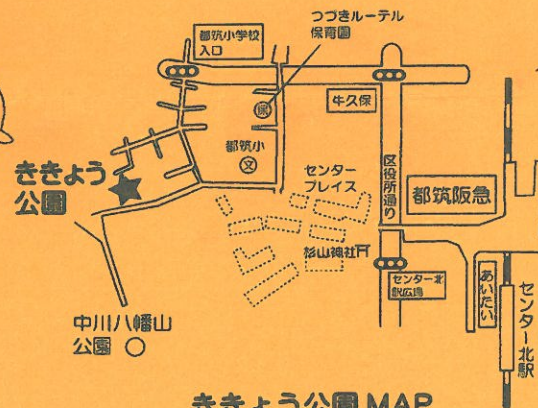 つづきルーテル
保育園
都筑小学校
入口
保
牛久保
都筑小
文
ききょう
公園
センター
プレイス
区役所通り
都筑阪急
杉山神社
センター北
駅広場
あいたい
センター北駅
中川八幡山
公園
ききょう公園 MAP